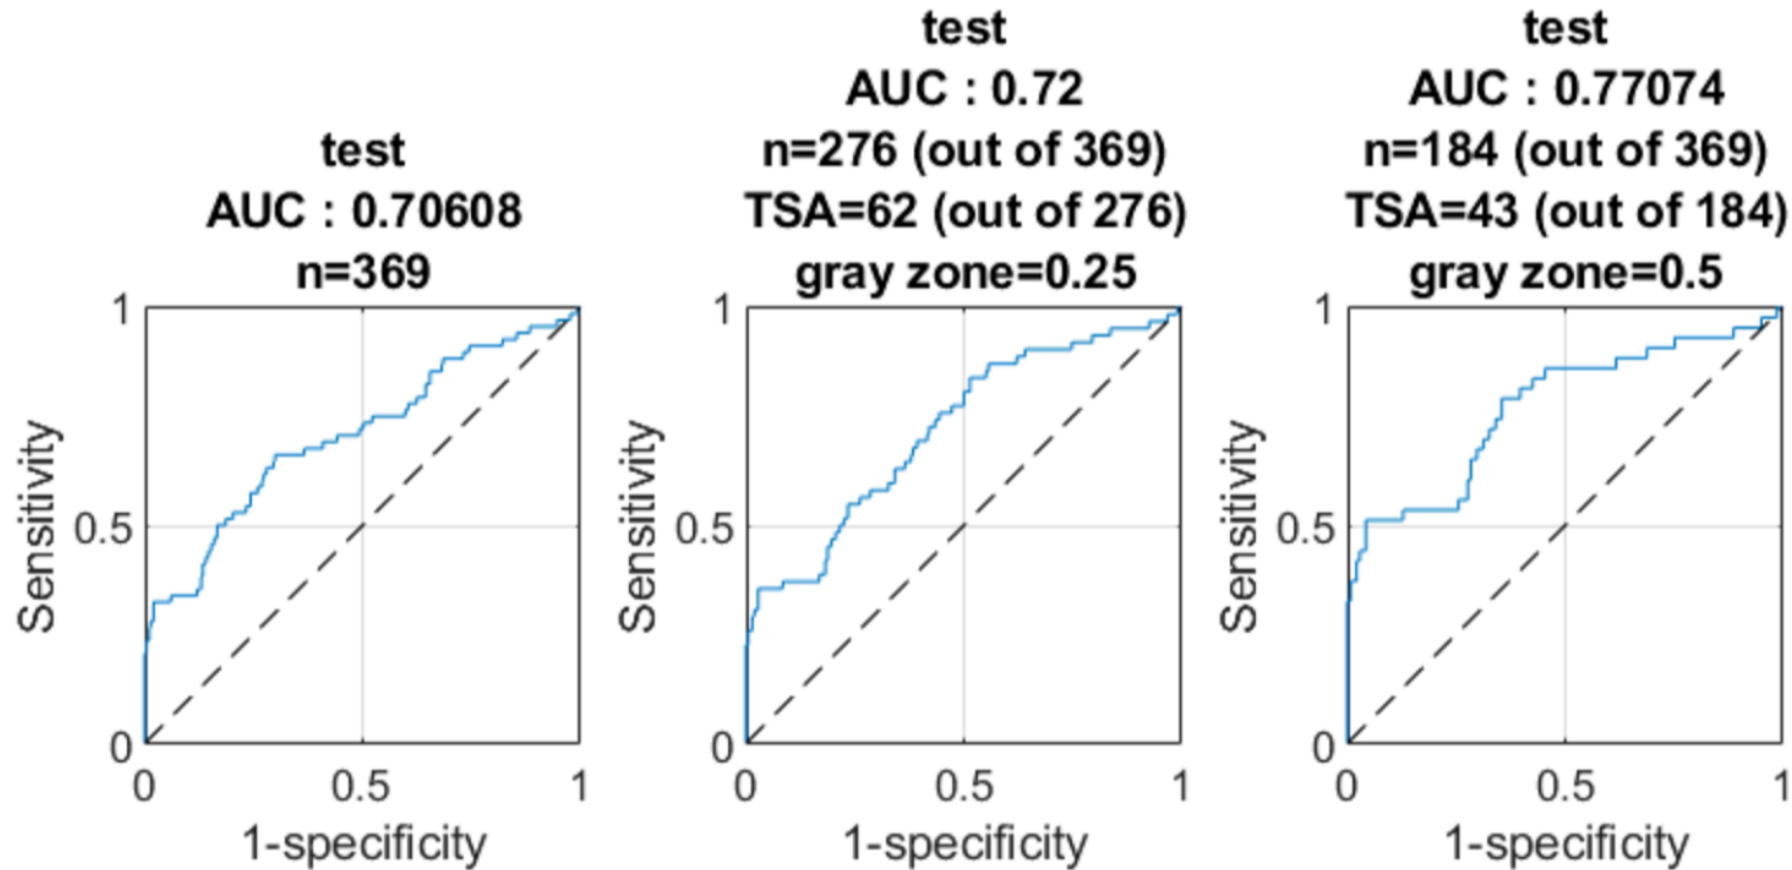 test
AUC : 0.70608
n=369
1
0.5
0
Sensitivity
0
0.5
1
1-specificity
test
AUC : 0.72
n=276 (out of 369)
TSA=62 (out of 276)
gray zone=0.25
1
0.5
0
Sensitivity
0
0.5
1
1-specificity
test
AUC : 0.77074
n=184 (out of 369)
TSA=43 (out of 184)
gray zone=0.5
1
0.5
0
Sensitivity
0
0.5
1
1-specificity